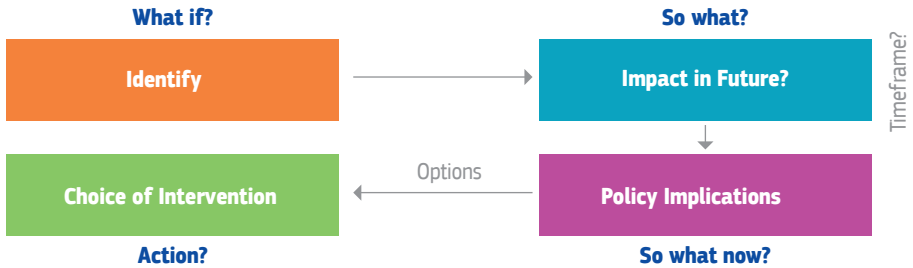 What if?
So what?
Identify
Impact in Future?
Timeframe?
Options
Choice of Intervention
Policy Implications
Action?
So what now?